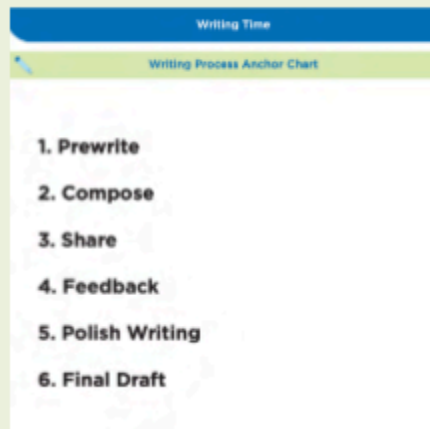 Writing Time
Writing Process Anchor Chart
1. Prewrite
2. Compose
3. Share
4. Feedback
5. Polish Writing
6. Final Draft